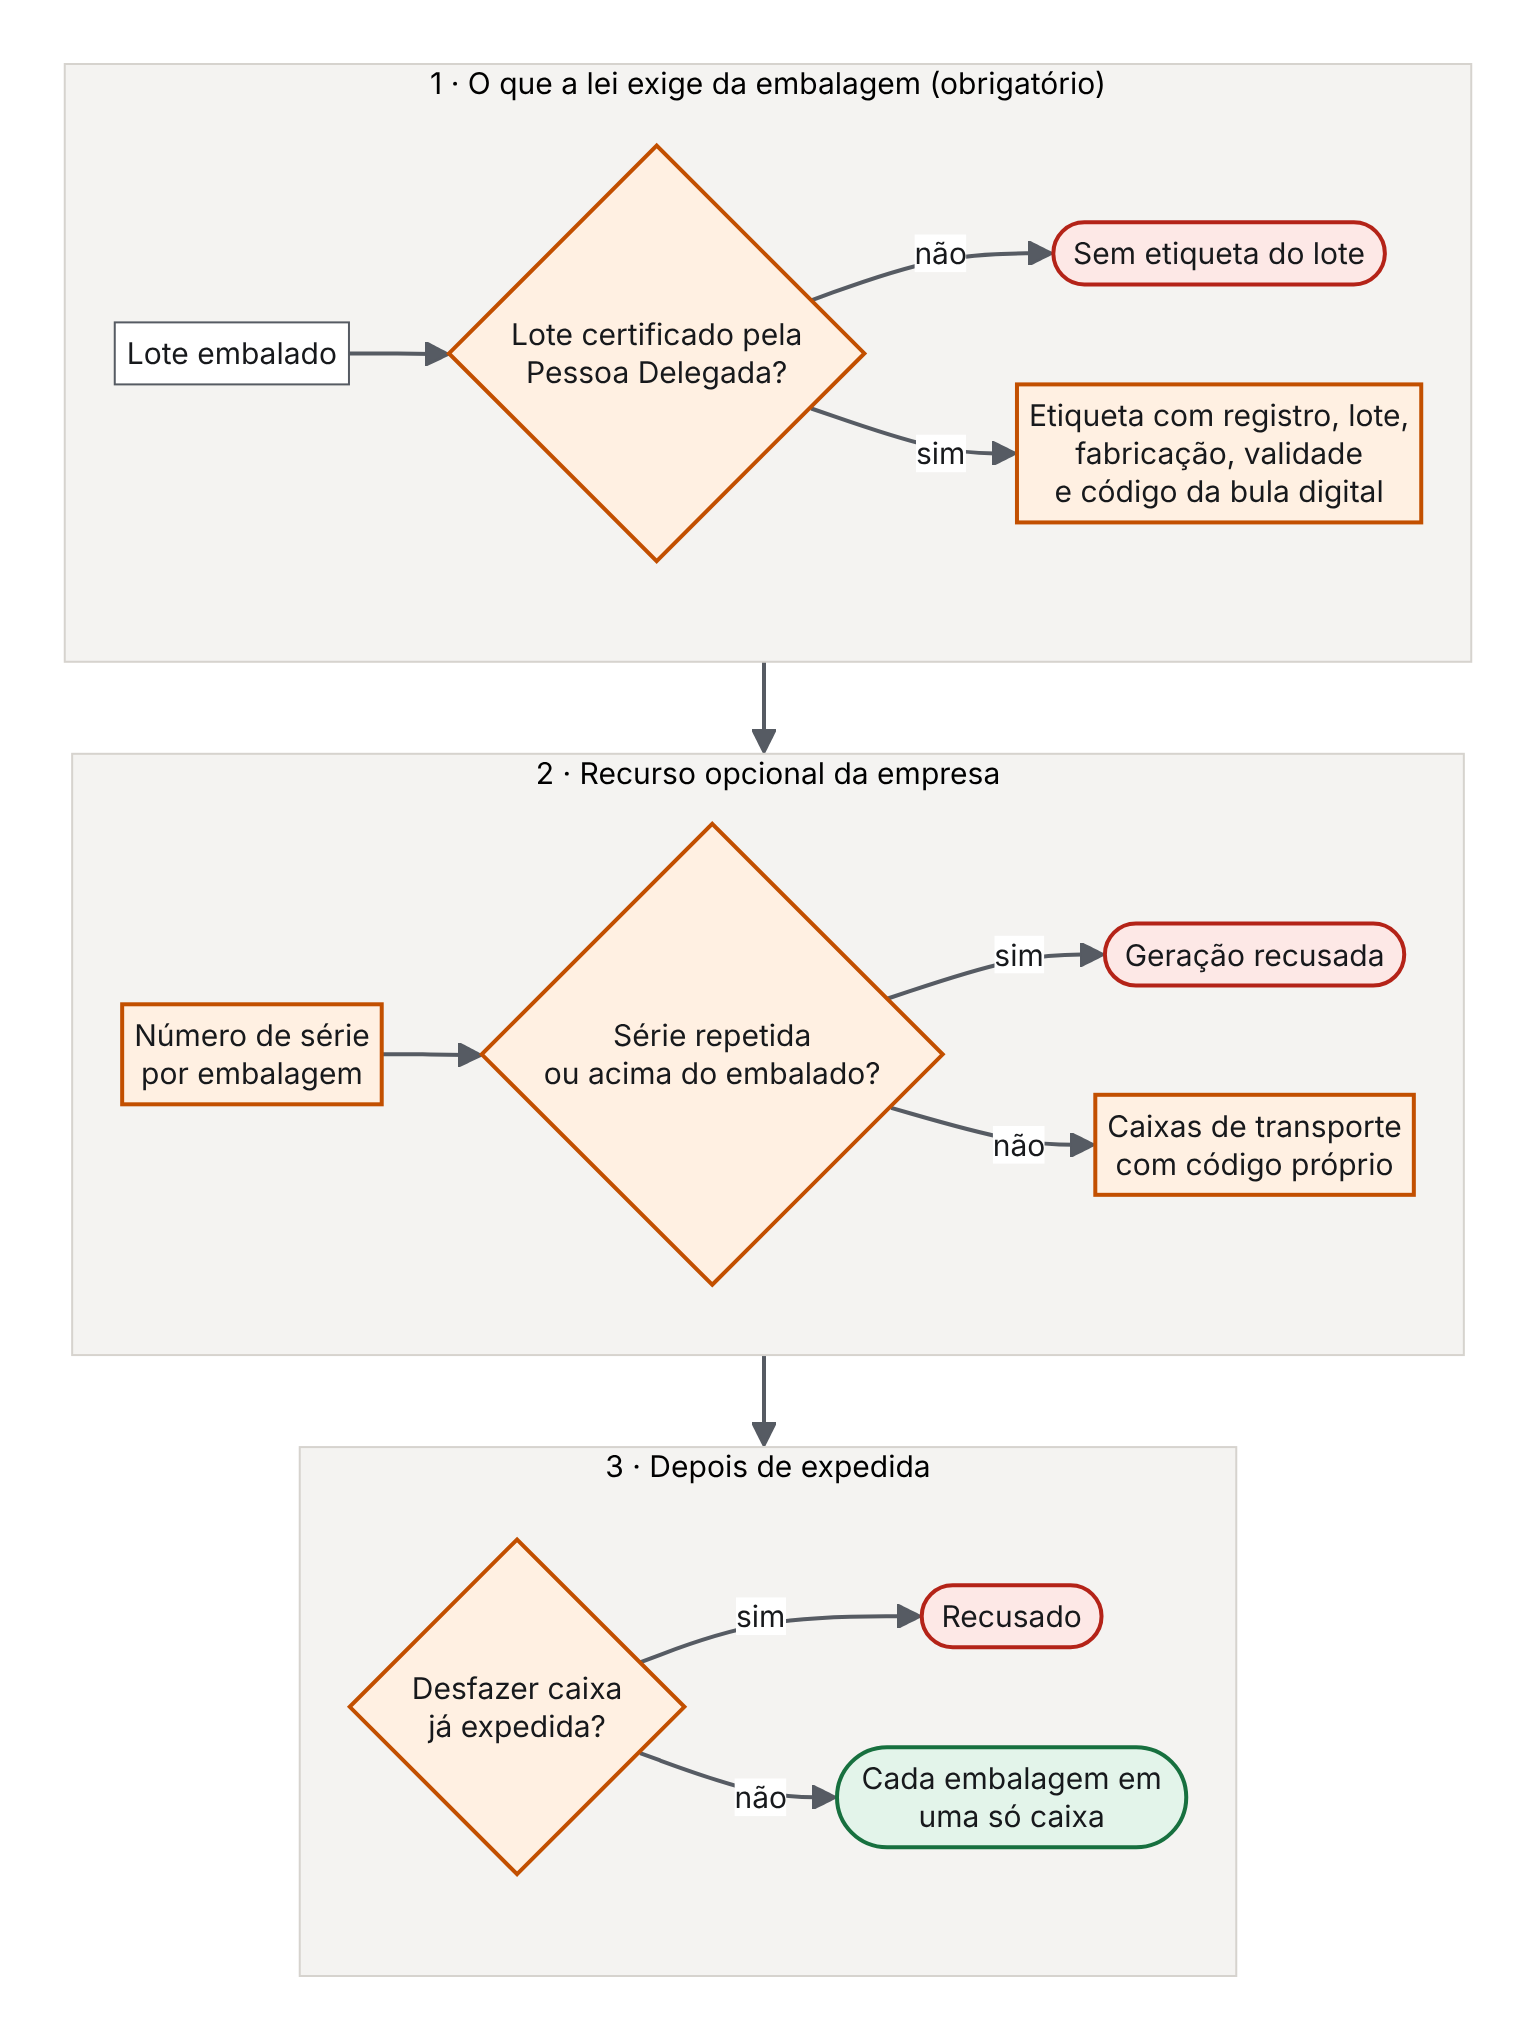 1 · O que a lei exige da embalagem (obrigatório)
Lote embalado
Lote certificado pela
Pessoa Delegada?
não
Sem etiqueta do lote
sim
Etiqueta com registro, lote,
fabricação, validade
e código da bula digital
2 · Recurso opcional da empresa
Número de série
por embalagem
Série repetida
ou acima do embalado?
sim
Geração recusada
não
Caixas de transporte
com código próprio
3 · Depois de expedida
Desfazer caixa
já expedida?
sim
Recusado
não
Cada embalagem em
uma só caixa